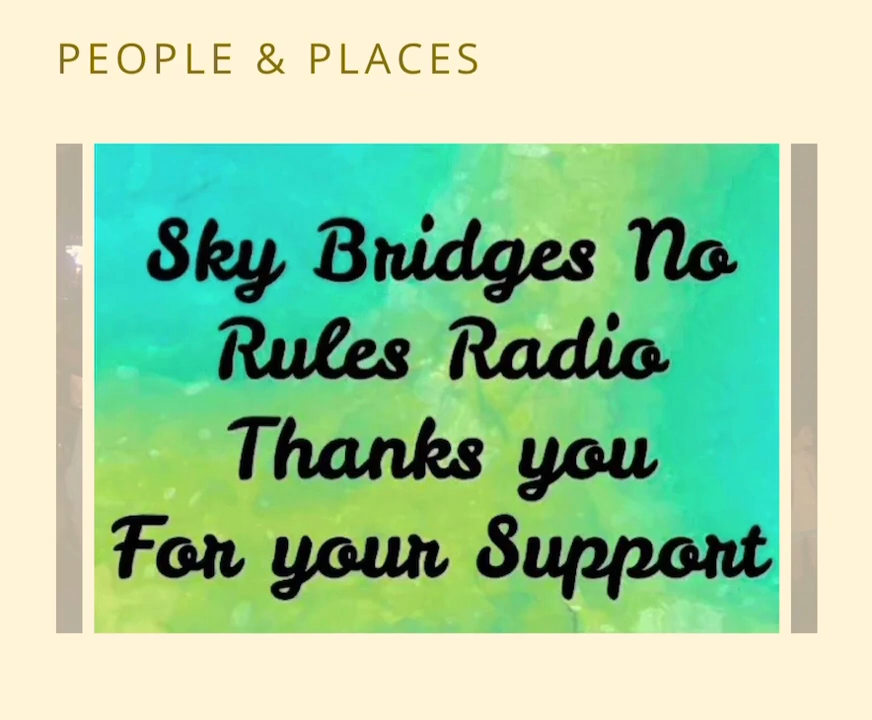 PEOPLE & PLACES
Sky Bridges No
Rules Radio
Thanks you
For your Support